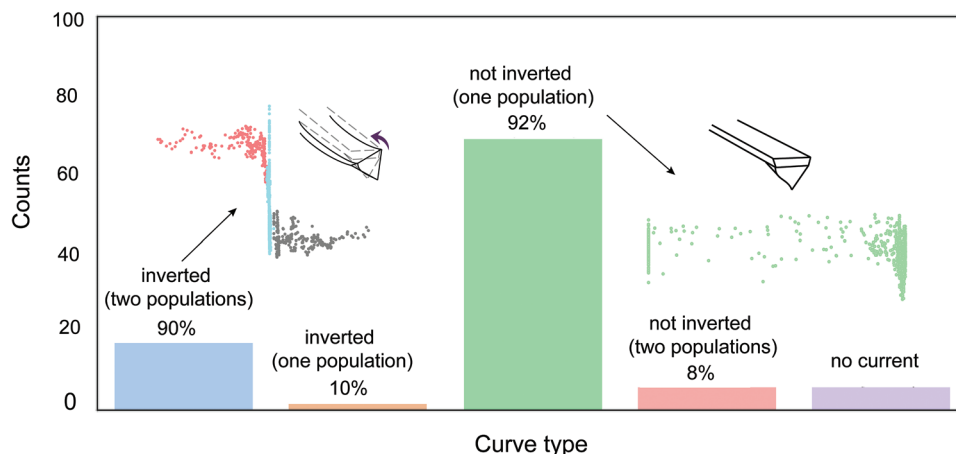 100
80
60
40
20
0
Counts
inverted
(two populations)
90%
inverted
(one population)
10%
not inverted
(one population)
92%
not inverted
(two populations)
8%
no current
Curve type